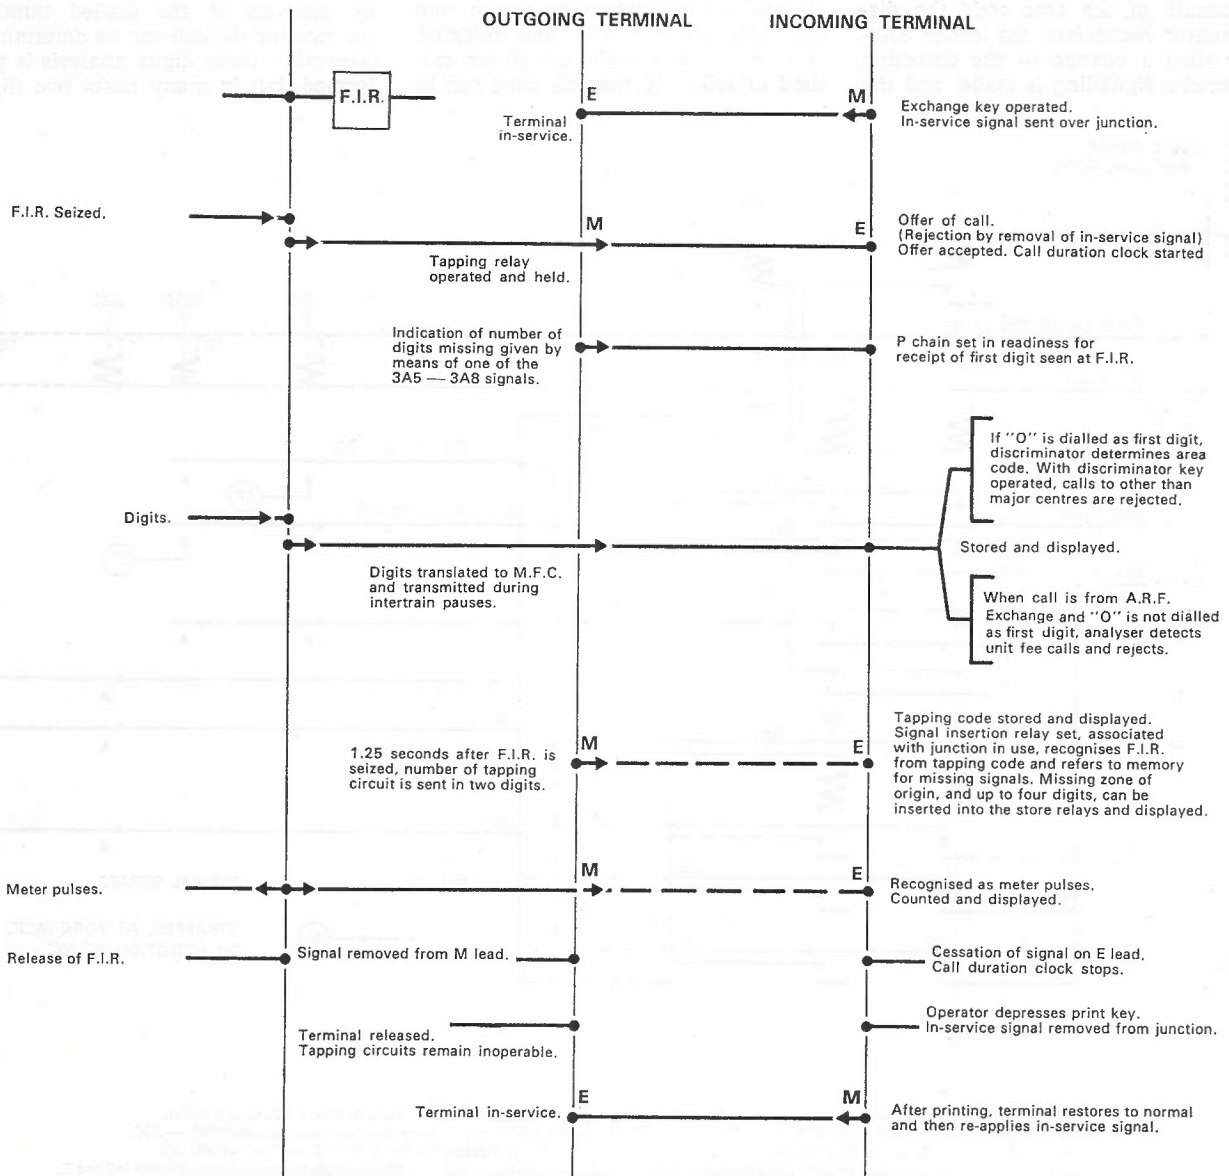 OUTGOING TERMINAL
INCOMING TERMINAL
F.I.R.
E
M
Terminal
in-service.
Exchange key operated.
In-service signal sent over junction.
F.I.R. Seized.
M
E
Offer of call.
(Rejection by removal of in-service signal)
Offer accepted. Call duration clock started
Tapping relay
operated and held.
Indication of number of
digits missing given by
means of one of the
3A5 — 3A8 signals.
P chain set in readiness for
receipt of first digit seen at F.I.R.
If "O" is dialled as first digit,
discriminator determines area
code. With discriminator key
operated, calls to other than
major centres are rejected.
Digits.
Stored and displayed.
Digits translated to M.F.C.
and transmitted during
intertrain pauses.
When call is from A.R.F.
Exchange and "O" is not dialled
as first digit, analyser detects
unit fee calls and rejects.
1.25 seconds after F.I.R. is
seized, number of tapping
circuit is sent in two digits.
M
E
Tapping code stored and displayed.
Signal insertion relay set, associated
with junction in use, recognises F.I.R.
from tapping code and refers to memory
for missing signals. Missing zone of
origin, and up to four digits, can be
inserted into the store relays and displayed.
Meter pulses.
M
E
Recognised as meter pulses.
Counted and displayed.
Release of F.I.R.
Signal removed from M lead.
Cessation of signal on E lead.
Call duration clock stops.
Terminal released.
Tapping circuits remain inoperable.
Operator depresses print key.
In-service signal removed from junction.
Terminal in-service.
E
M
After printing, terminal restores to normal
and then re-applies in-service signal.